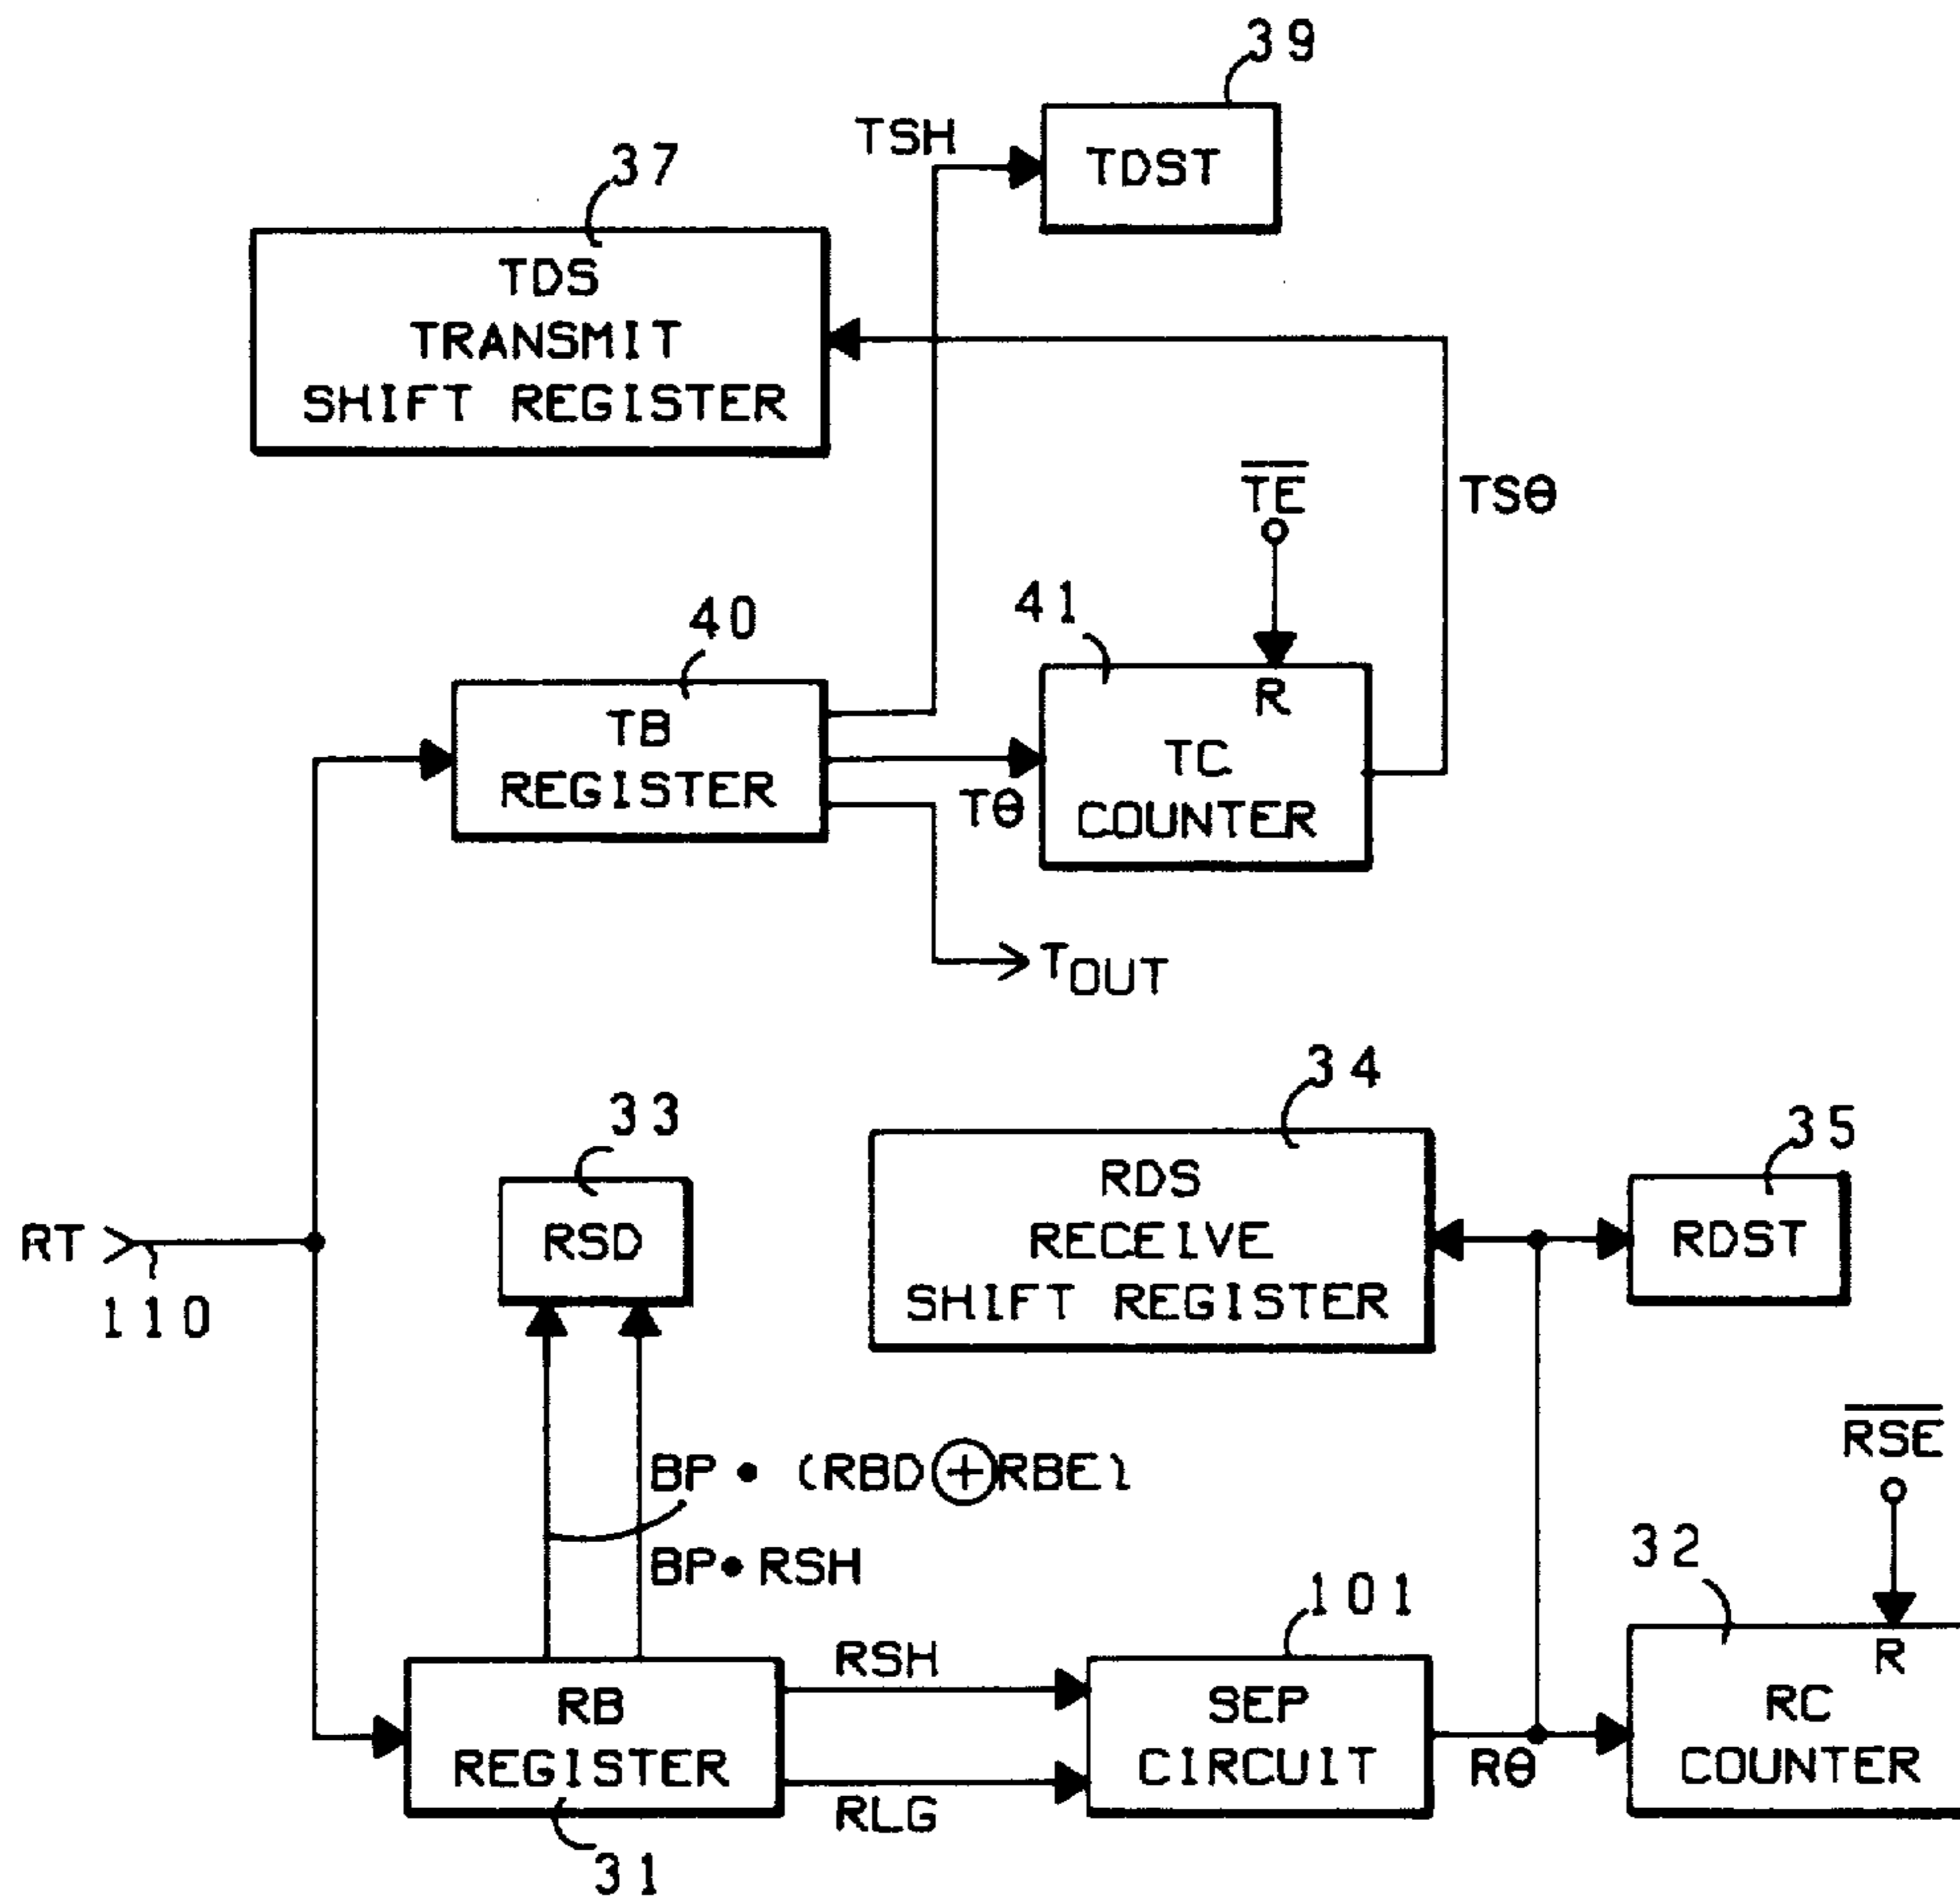 39
TSH
TDST
37
TDS
TRANSMIT
SHIFT REGISTER
TE
TSθ
41
40
R
TB
REGISTER
TC
COUNTER
Tθ
TOUT
34
33
35
RDS
RECEIVE
SHIFT REGISTER
RSD
RDST
RT
110
RSE
BP • (RBD ⊕ RBE)
32
BP•RSH
101
RSH
R
RB
REGISTER
SEP
CIRCUIT
RC
COUNTER
Rθ
RLG
31